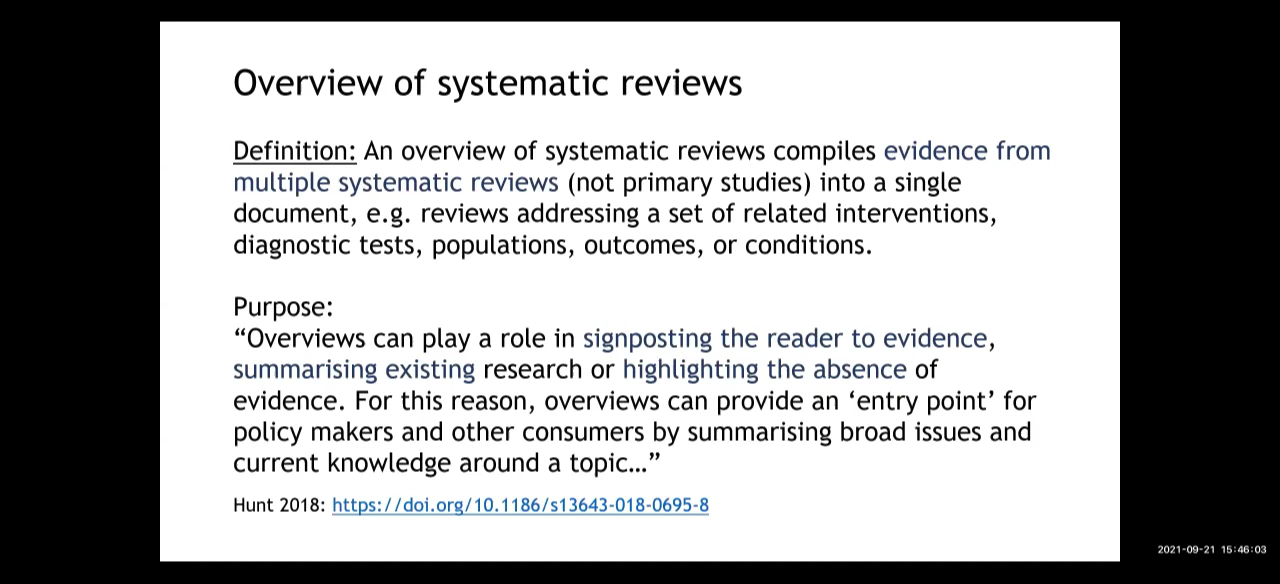 Overview of systematic reviews
Definition: An overview of systematic reviews compiles evidence from
multiple systematic reviews (not primary studies) into a single
document, e.g. reviews addressing a set of related interventions,
diagnostic tests, populations, outcomes, or conditions.
Purpose:
“Overviews can play a role in signposting the reader to evidence,
summarising existing research or highlighting the absence of
evidence. For this reason, overviews can provide an ‘entry point’ for
policy makers and other consumers by summarising broad issues and
current knowledge around a topic…”
Hunt 2018: https://doi.org/10.1186/s13643-018-0695-8
2021-09-21 15:46:03